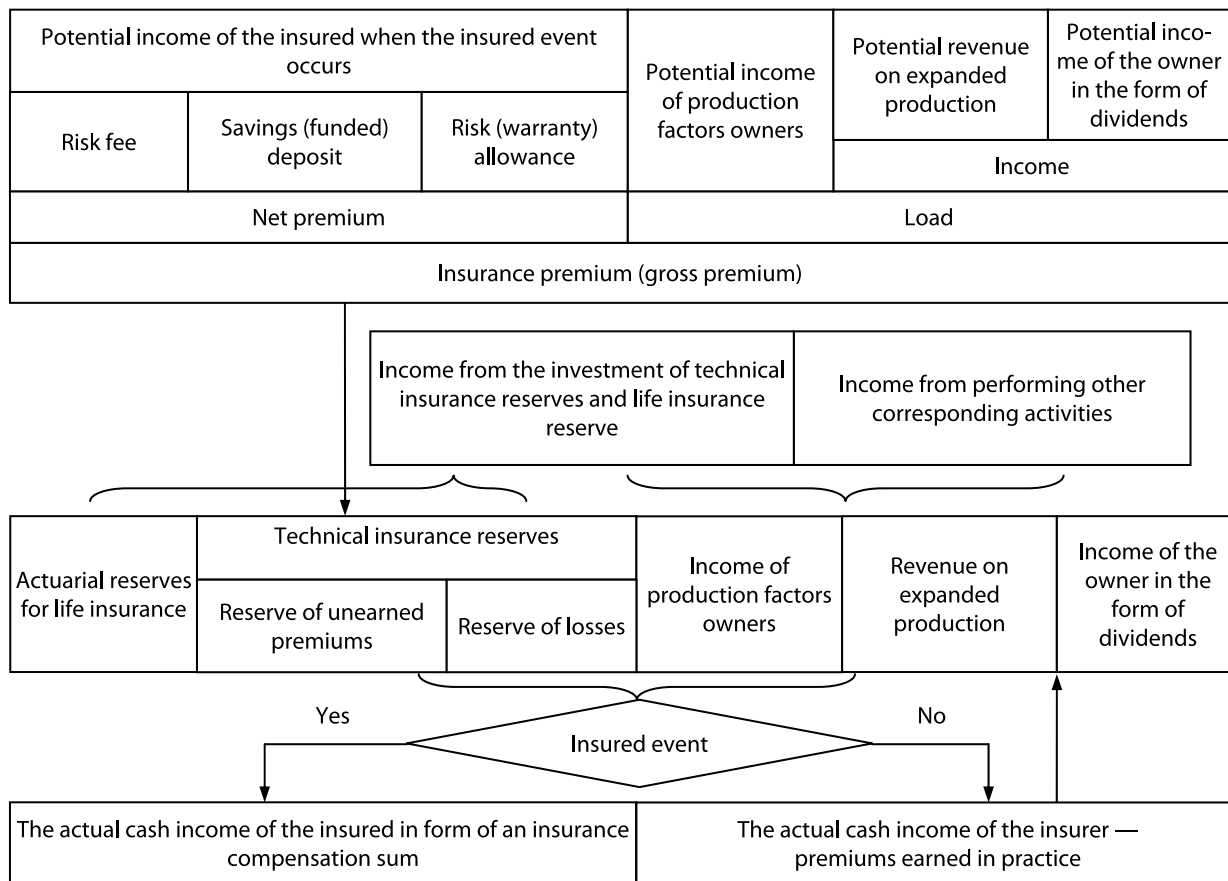 Potential income of the insured when the insured event
occurs
Risk fee
Savings (funded)
deposit
Risk (warranty)
allowance
Potential income
of production
factors owners
Potential revenue
on expanded
production
Potential inco-
me of the owner
in the form of
dividends
Income
Net premium
Load
Insurance premium (gross premium)
Income from the investment of technical
insurance reserves and life insurance
reserve
Income from performing other
corresponding activities
Actuarial reserves
for life insurance
Technical insurance reserves
Reserve of unearned
premiums
Reserve of losses
Income of
production factors
owners
Revenue on
expanded
production
Income of the
owner in the
form of
dividends
Yes
Insured event
No
The actual cash income of the insured in form of an insurance
compensation sum
The actual cash income of the insurer —
premiums earned in practice